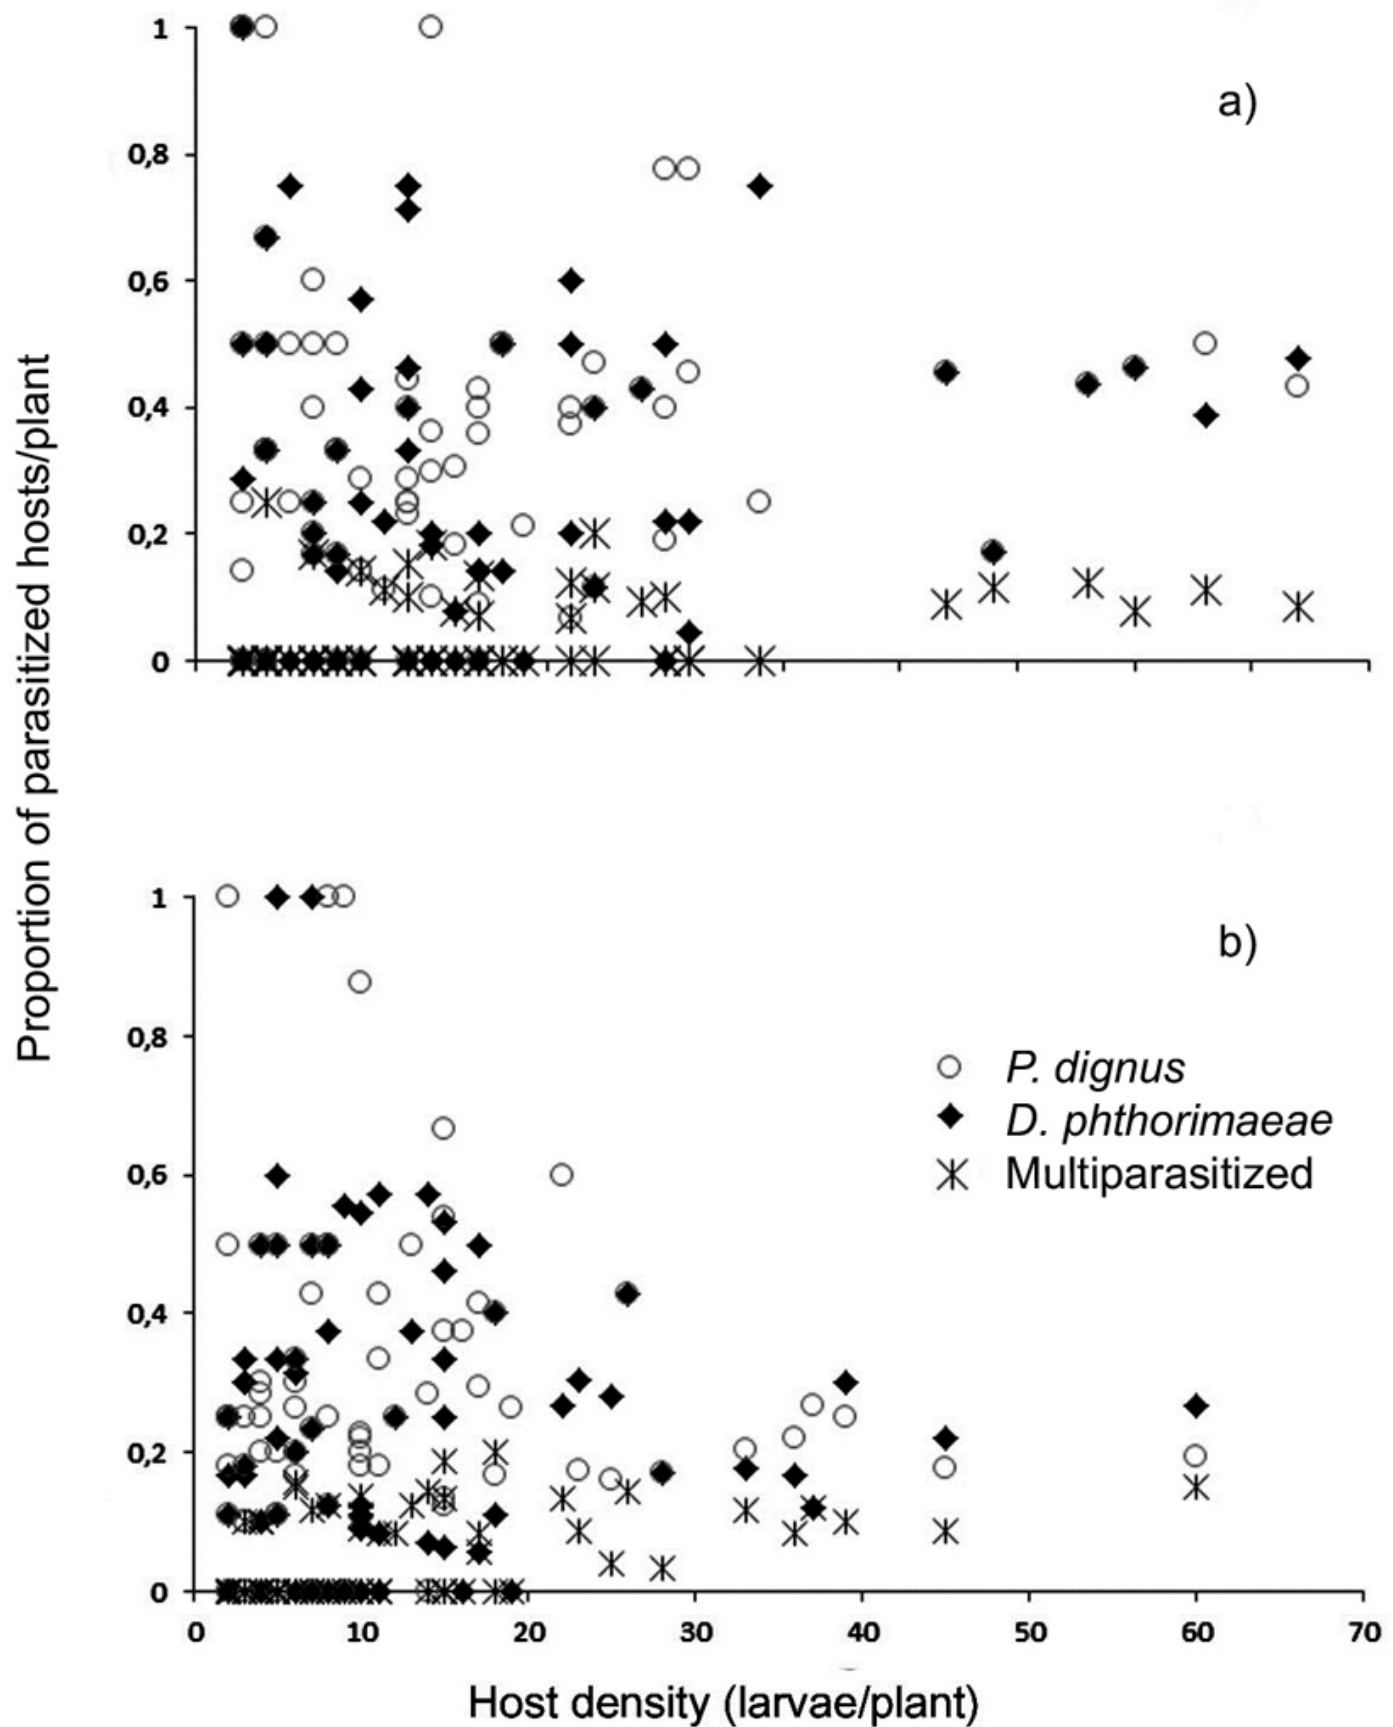 Proportion of parasitized hosts/plant
a)
1
0,8
0,6
0,4
0,2
0
b)
1
0,8
0,6
0,4
0,2
0
P. dignus
D. phthorimaeae
Multiparasitized
0 10 20 30 40 50 60 70
Host density (larvae/plant)